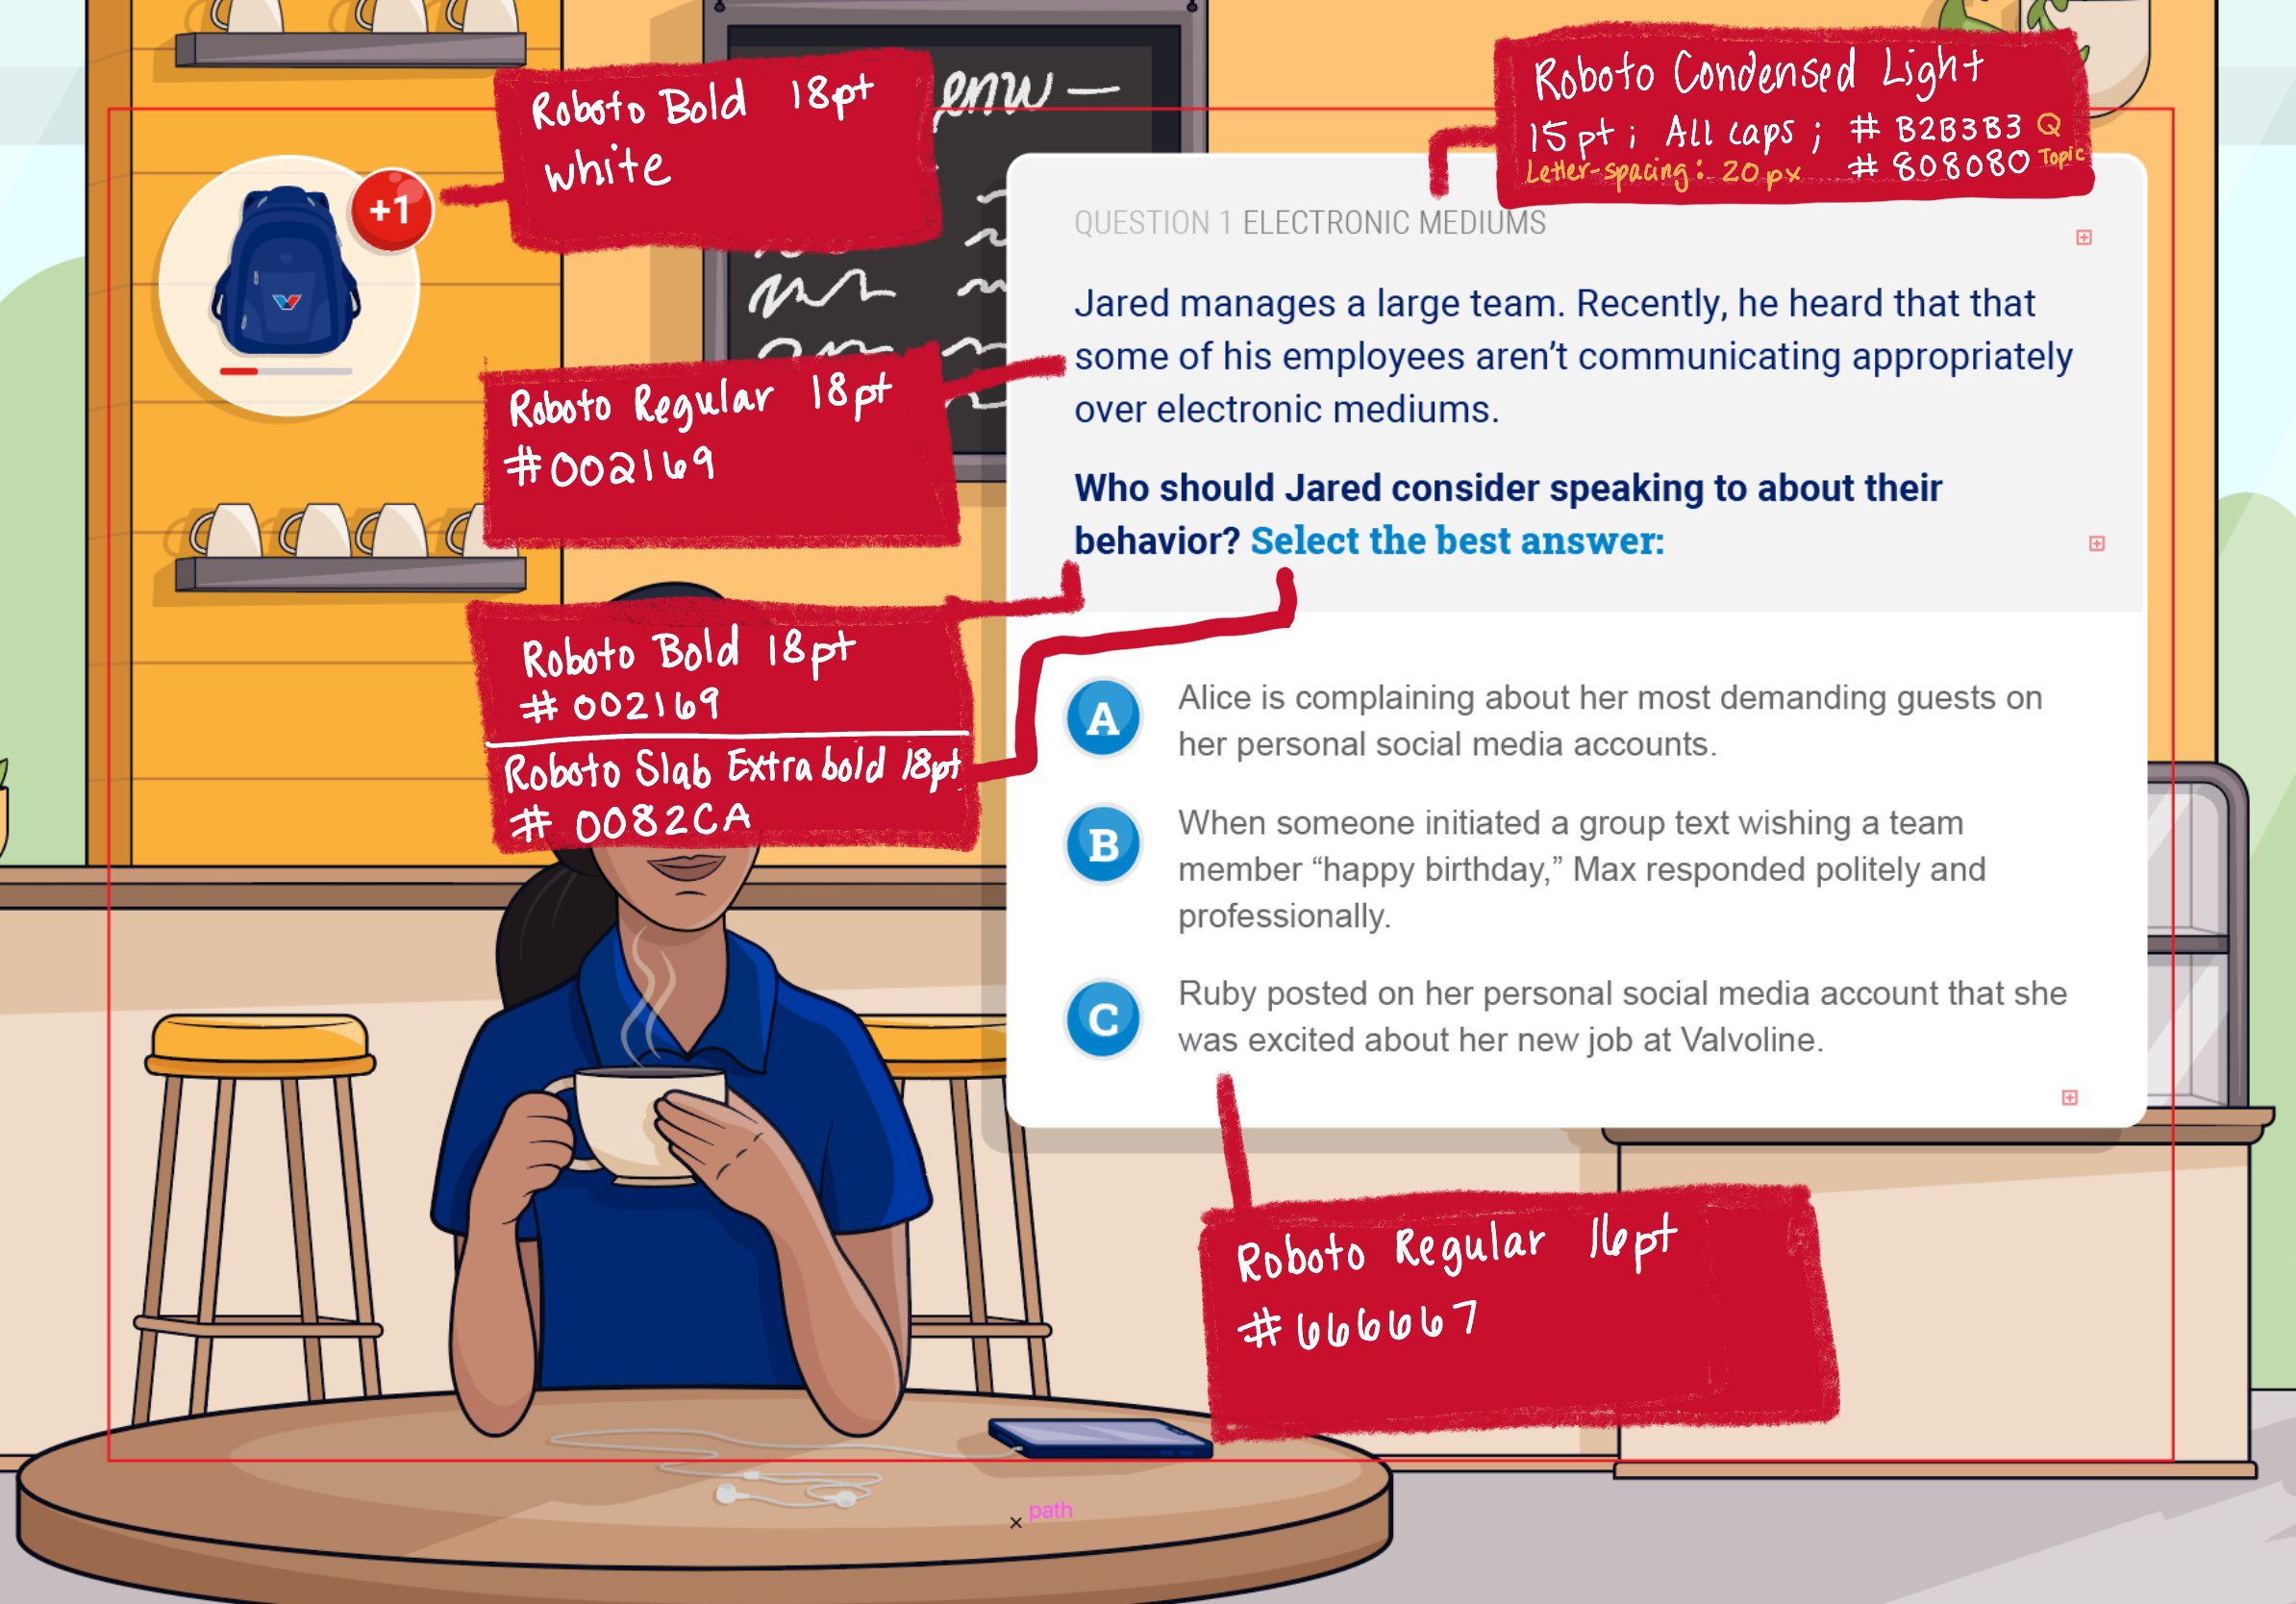 enu —
Roboto Bold 18pt
white
Roboto Condensed Light
15pt; All caps; # B2B3B3 Q
Letter-spacing: 20px # 808080 Topic
+1
QUESTION 1 ELECTRONIC MEDIUMS
Jared manages a large team. Recently, he heard that that
some of his employees aren’t communicating appropriately
over electronic mediums.
Roboto Regular 18pt
#002169
Who should Jared consider speaking to about their
behavior? Select the best answer:
Roboto Bold 18pt
#002169
Roboto Slab Extrabold 18pt
# 0082CA
A
Alice is complaining about her most demanding guests on
her personal social media accounts.
B
When someone initiated a group text wishing a team
member “happy birthday,” Max responded politely and
professionally.
C
Ruby posted on her personal social media account that she
was excited about her new job at Valvoline.
Roboto Regular 16pt
#666667
path